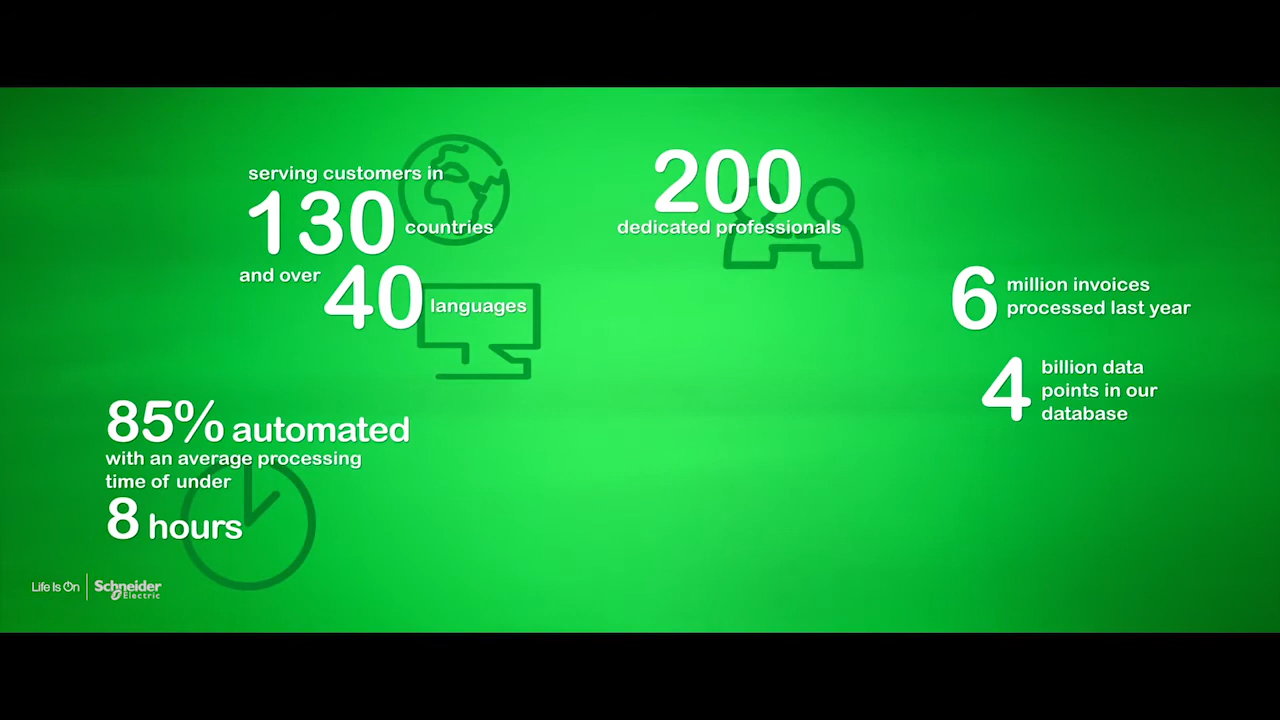 serving customers in
130 countries
and over 40 languages
200
dedicated professionals
6 million invoices
processed last year
4 billion data
points in our
database
85% automated
with an average processing
time of under
8 hours
Life Is On | Schneider
Electric